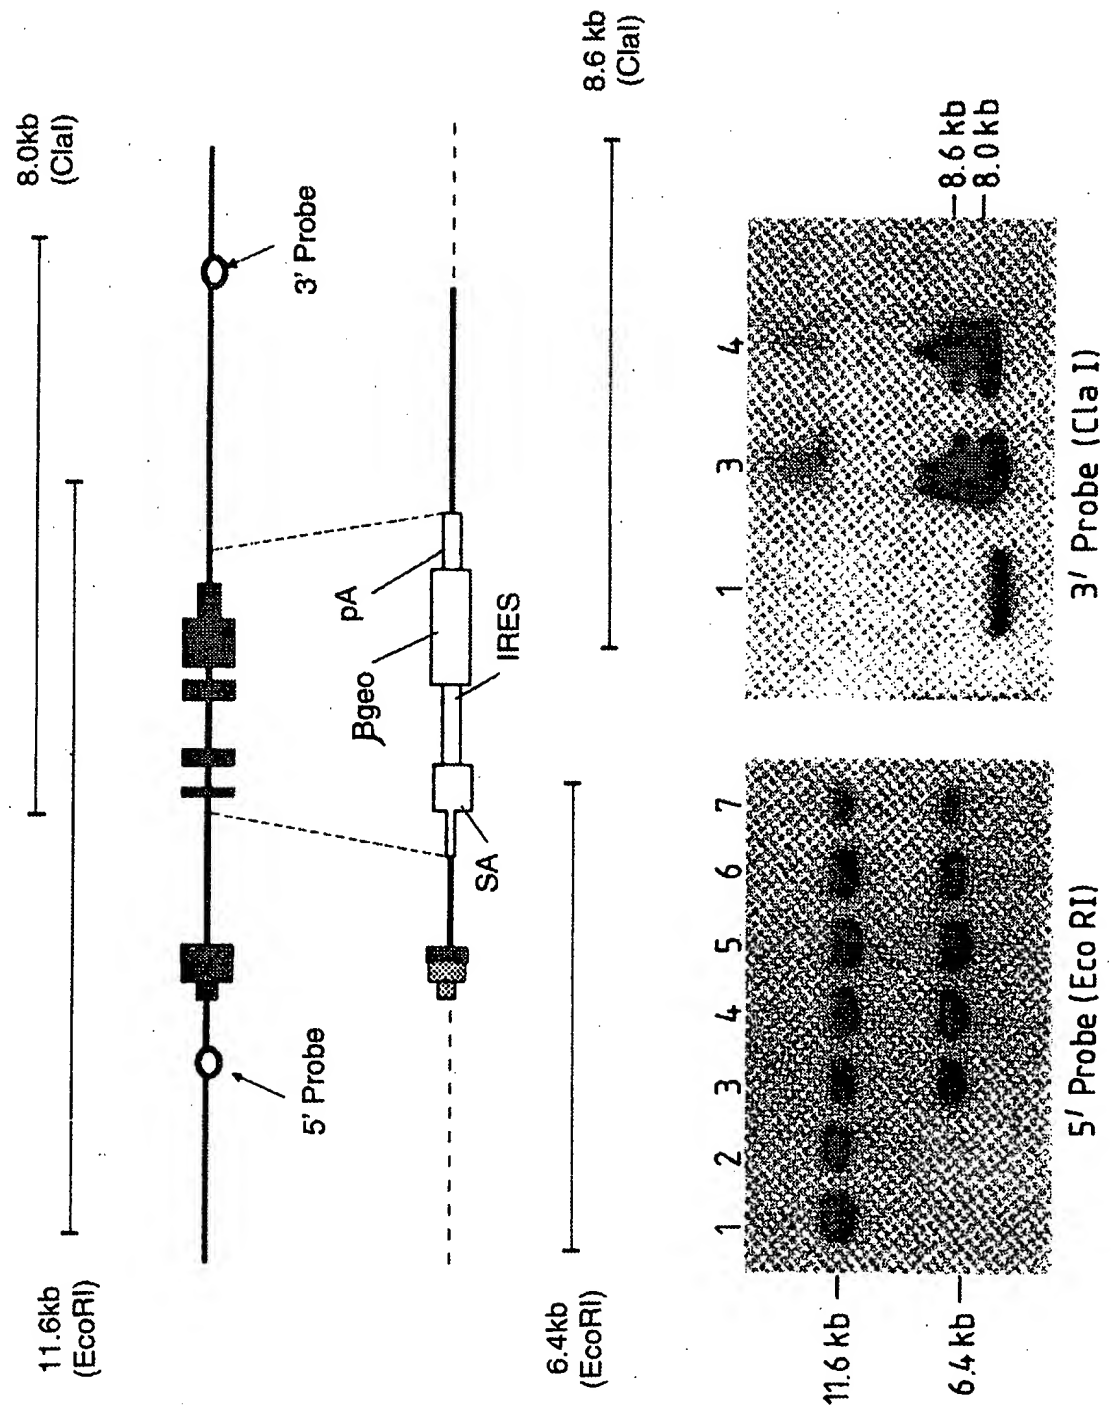 8.0kb
(ClaI)
11.6kb
(EcoRI)
5' Probe
3' Probe
βgeo
pA
SA
IRES
6.4kb
(EcoRI)
8.6 kb
(ClaI)
1 2 3 4 5 6 7
11.6 kb
6.4 kb
5' Probe (Eco RI)
1 3 4
8.6 kb
8.0 kb
3' Probe (Cla I)